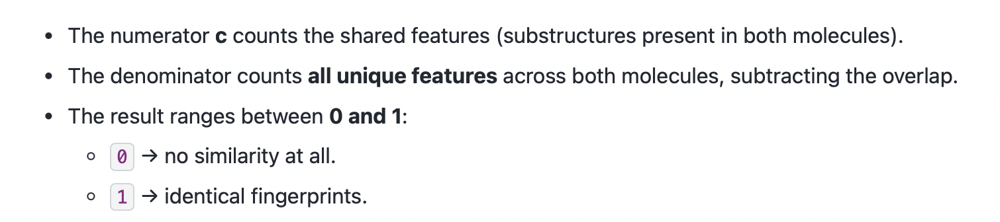 • The numerator c counts the shared features (substructures present in both molecules).
• The denominator counts all unique features across both molecules, subtracting the overlap.
• The result ranges between 0 and 1:
◦ 0 → no similarity at all.
◦ 1 → identical fingerprints.